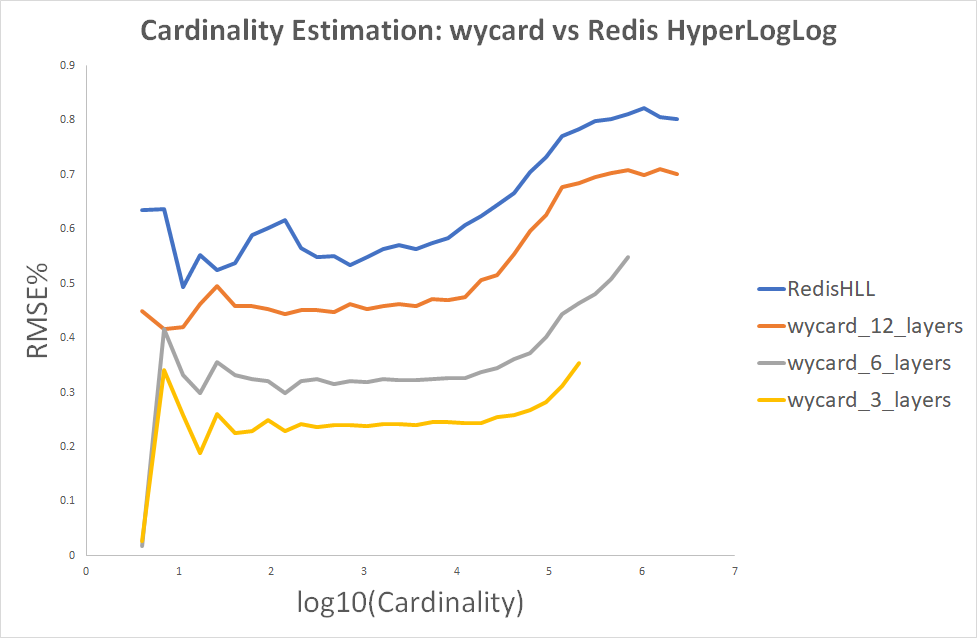 Cardinality Estimation: wycard vs Redis HyperLogLog
0.9
0.8
0.7
0.6
0.5
0.4
0.3
0.2
0.1
0
RMSE%
0 1 2 3 4 5 6 7
log10(Cardinality)
RedisHLL
wycard_12_layers
wycard_6_layers
wycard_3_layers